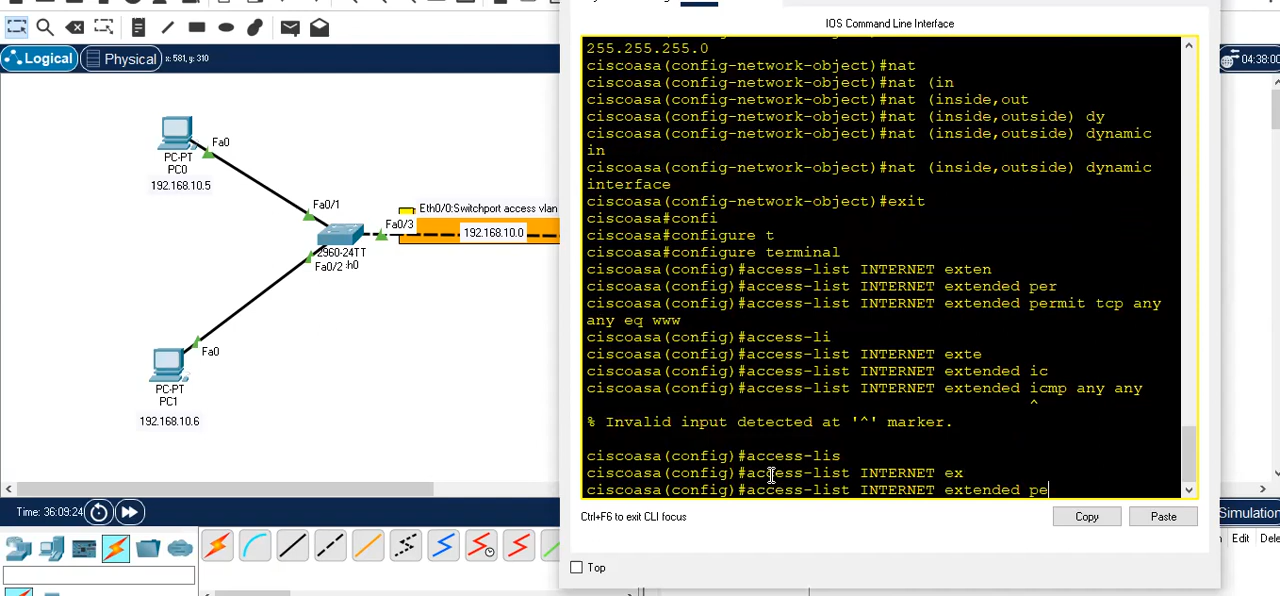 IOS Command Line Interface
Logical
Physical
x: 581, y: 310
04:38:00
255.255.255.0
ciscoasa(config-network-object)#nat
ciscoasa(config-network-object)#nat (in
ciscoasa(config-network-object)#nat (inside,out
ciscoasa(config-network-object)#nat (inside,outside) dy
ciscoasa(config-network-object)#nat (inside,outside) dynamic
in
ciscoasa(config-network-object)#nat (inside,outside) dynamic
interface
ciscoasa(config-network-object)#exit
ciscoasa#confi
ciscoasa#configure t
ciscoasa#configure terminal
ciscoasa(config)#access-list INTERNET exten
ciscoasa(config)#access-list INTERNET extended per
ciscoasa(config)#access-list INTERNET extended permit tcp any
any eq www
ciscoasa(config)#access-li
ciscoasa(config)#access-list INTERNET exte
ciscoasa(config)#access-list INTERNET extended ic
ciscoasa(config)#access-list INTERNET extended icmp any any
^
% Invalid input detected at '^' marker.
ciscoasa(config)#access-lis
ciscoasa(config)#access-list INTERNET ex
ciscoasa(config)#access-list INTERNET extended pe
Fa0
PC-PT
PC0
192.168.10.5
Fa0/1
Eth0/0:Switchport access vlan
Fa0/3
192.168.10.0
2960-24TT
Fa0/2
Fa0
PC-PT
PC1
192.168.10.6
Ctrl+F6 to exit CLI focus
Copy
Paste
Top
Time: 36:09:24
Simulation
Edit
Dele